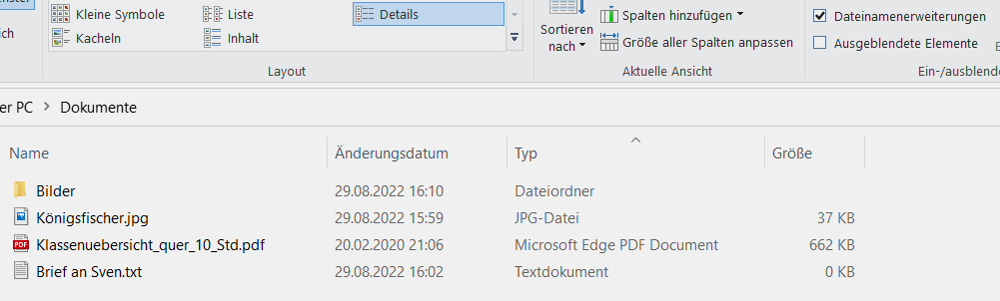 Kleine Symbole Liste Details
Kacheln Inhalt
Layout
Sortieren nach
Spalten hinzufügen
Größe aller Spalten anpassen
Aktuelle Ansicht
Dateinamenerweiterungen
Ausgeblendete Elemente
Ein-/ausblende
er PC > Dokumente
Name Änderungsdatum Typ Größe
Bilder 29.08.2022 16:10 Dateiordner
Königsfischer.jpg 29.08.2022 15:59 JPG-Datei 37 KB
Klassenuebersicht_quer_10_Std.pdf 20.02.2020 21:06 Microsoft Edge PDF Document 662 KB
Brief an Sven.txt 29.08.2022 16:02 Textdokument 0 KB